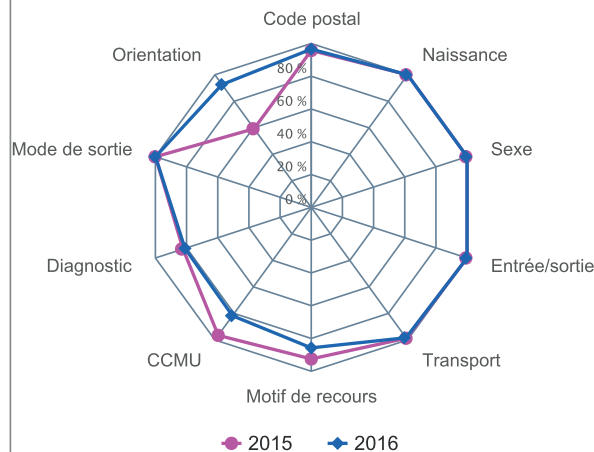 Code postal
Orientation
Naissance
80 %
60 %
40 %
20 %
0 %
Mode de sortie
Sexe
Diagnostic
Entrée/sortie
CCMU
Transport
Motif de recours
2015
2016